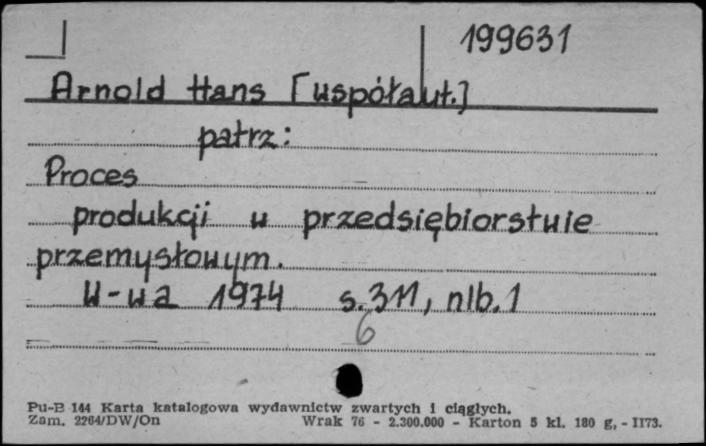 199631
Arnold Hans [współaut.]
patrz:
Proces
produkcji w przedsiębiorstwie
przemysłowym.
W-wa 1974 s. 311, nlb. 1
6
Pu-B 144 Karta katalogowa wydawnictw zwartych i ciągłych.
Zam. 2264/DW/On Wrak 76 - 2.300.000 - Karton 5 kl. 180 g, - II73.